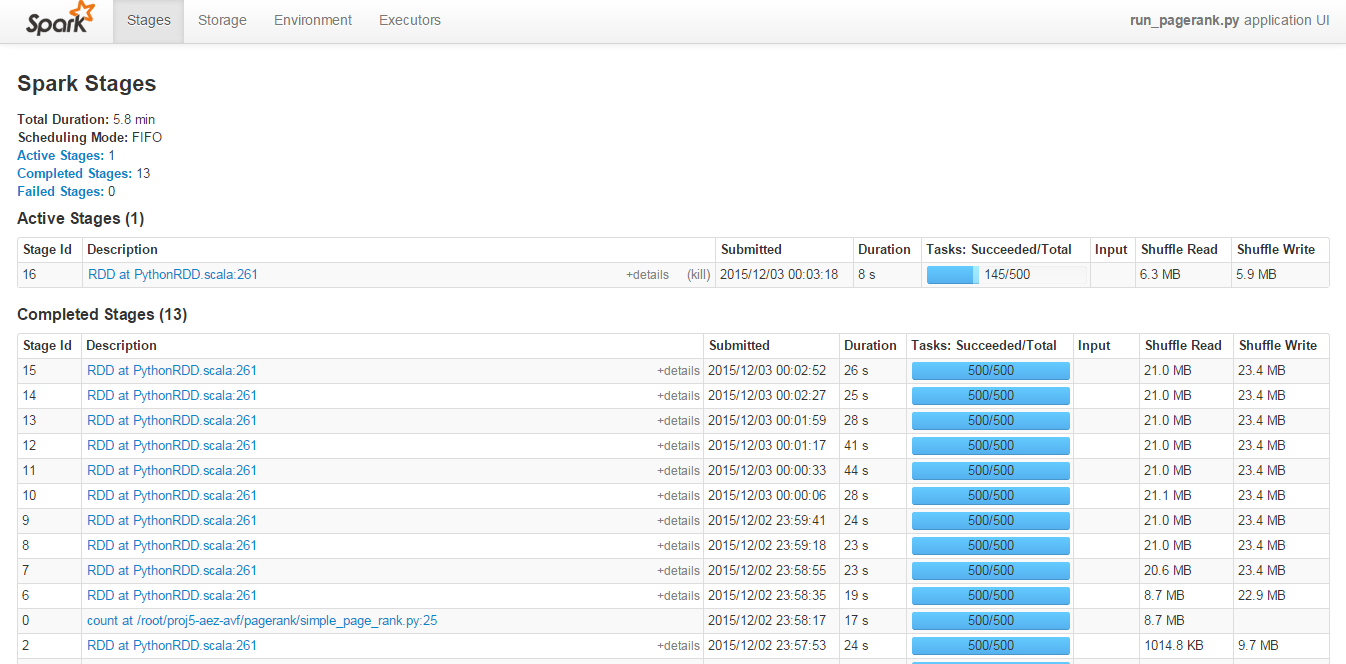 Spark Stages Storage Environment Executors run_pagerank.py application UI
Spark Stages
Total Duration: 5.8 min
Scheduling Mode: FIFO
Active Stages: 1
Completed Stages: 13
Failed Stages: 0
Active Stages (1)
Stage Id Description Submitted Duration Tasks: Succeeded/Total Input Shuffle Read Shuffle Write
16 RDD at PythonRDD.scala:261 +details (kill) 2015/12/03 00:03:18 8 s 145/500 6.3 MB 5.9 MB
Completed Stages (13)
Stage Id Description Submitted Duration Tasks: Succeeded/Total Input Shuffle Read Shuffle Write
15 RDD at PythonRDD.scala:261 +details 2015/12/03 00:02:52 26 s 500/500 21.0 MB 23.4 MB
14 RDD at PythonRDD.scala:261 +details 2015/12/03 00:02:27 25 s 500/500 21.0 MB 23.4 MB
13 RDD at PythonRDD.scala:261 +details 2015/12/03 00:01:59 28 s 500/500 21.0 MB 23.4 MB
12 RDD at PythonRDD.scala:261 +details 2015/12/03 00:01:17 41 s 500/500 21.0 MB 23.4 MB
11 RDD at PythonRDD.scala:261 +details 2015/12/03 00:00:33 44 s 500/500 21.0 MB 23.4 MB
10 RDD at PythonRDD.scala:261 +details 2015/12/03 00:00:06 28 s 500/500 21.1 MB 23.4 MB
9 RDD at PythonRDD.scala:261 +details 2015/12/02 23:59:41 24 s 500/500 21.0 MB 23.4 MB
8 RDD at PythonRDD.scala:261 +details 2015/12/02 23:59:18 23 s 500/500 21.0 MB 23.4 MB
7 RDD at PythonRDD.scala:261 +details 2015/12/02 23:58:55 23 s 500/500 20.6 MB 23.4 MB
6 RDD at PythonRDD.scala:261 +details 2015/12/02 23:58:35 19 s 500/500 8.7 MB 22.9 MB
0 count at /root/proj5-aez-avf/pagerank/simple_page_rank.py:25 2015/12/02 23:58:17 17 s 500/500 8.7 MB
2 RDD at PythonRDD.scala:261 +details 2015/12/02 23:57:53 24 s 500/500 1014.8 KB 9.7 MB